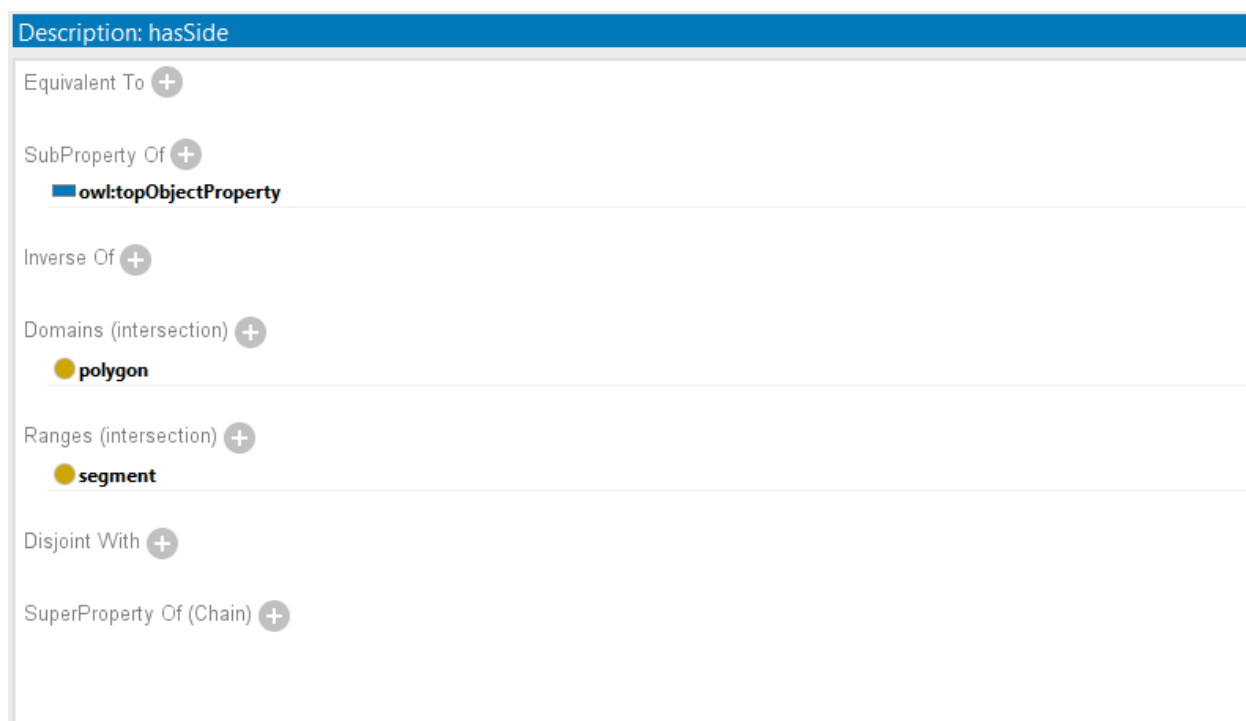 Description: hasSide
Equivalent To
SubProperty Of
owl:topObjectProperty
Inverse Of
Domains (intersection)
polygon
Ranges (intersection)
segment
Disjoint With
SuperProperty Of (Chain)